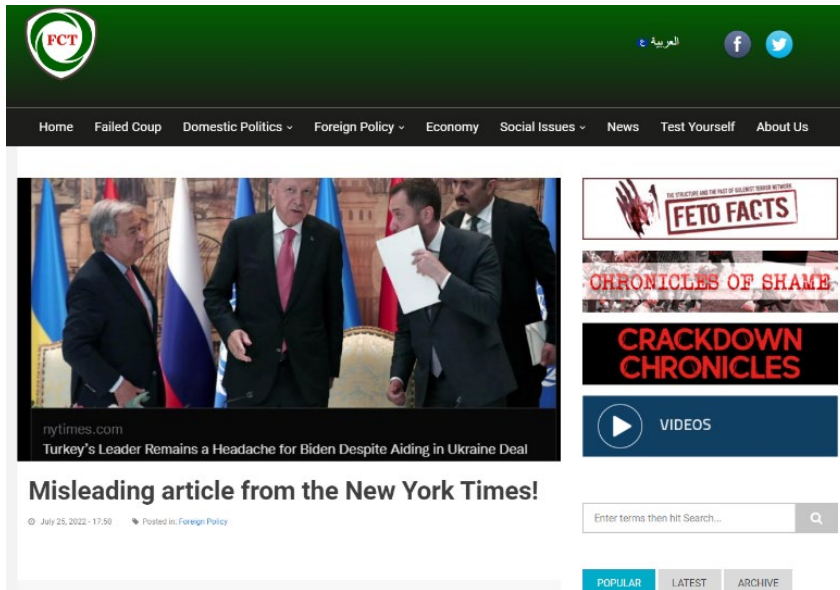 FCT
العربية ع
Home Failed Coup Domestic Politics Foreign Policy Economy Social Issues News Test Yourself About Us
nytimes.com
Turkey's Leader Remains a Headache for Biden Despite Aiding in Ukraine Deal
Misleading article from the New York Times!
July 25, 2022 - 17:50 Posted in: Foreign Policy
THE STRUCTURE AND THE PAST OF GULENIST TERROR NETWORK
FETO FACTS
CHRONICLES OF SHAME
CRACKDOWN
CHRONICLES
VIDEOS
Enter terms then hit Search...
POPULAR LATEST ARCHIVE